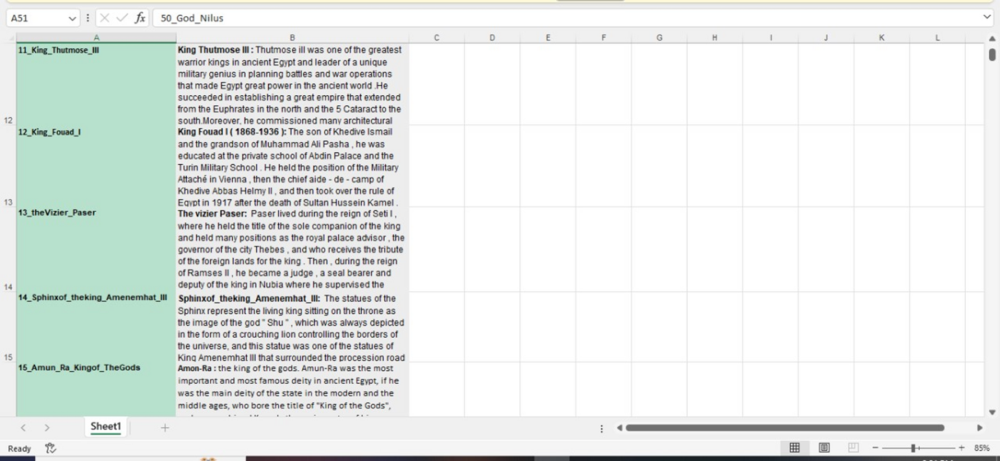 A51
fx
50_God_Nilus
A B C D E F G H I J K L
11_King_Thutmose_III
King Thutmose III : Thutmose iII was one of the greatest
warrior kings in ancient Egypt and leader of a unique
military genius in planning battles and war operations
that made Egypt great power in the ancient world .He
succeeded in establishing a great empire that extended
from the Euphrates in the north and the 5 Cataract to the
south.Moreover, he commissioned many architectural
12
12_King_Fouad_I
King Fouad I ( 1868-1936 ): The son of Khedive Ismail
and the grandson of Muhammad Ali Pasha , he was
educated at the private school of Abdin Palace and the
Turin Military School . He held the position of the Military
Attaché in Vienna , then the chief aide - de - camp of
Khedive Abbas Helmy II , and then took over the rule of
Egypt in 1917 after the death of Sultan Hussein Kamel .
13
13_theVizier_Paser
The vizier Paser: Paser lived during the reign of Seti I ,
where he held the title of the sole companion of the king
and held many positions as the royal palace advisor , the
governor of the city Thebes , and who receives the tribute
of the foreign lands for the king . Then , during the reign
of Ramses II , he became a judge , a seal bearer and
deputy of the king in Nubia where he supervised the
14
14_Sphinxof_theking_Amenemhat_III
Sphinxof_theking_Amenemhat_III: The statues of the
Sphinx represent the living king sitting on the throne as
the image of the god " Shu " , which was always depicted
in the form of a crouching lion controlling the borders of
the universe, and this statue was one of the statues of
King Amenemhat III that surrounded the procession road
15
15_Amun_Ra_Kingof_TheGods
Amon-Ra : the king of the gods. Amun-Ra was the most
important and most famous deity in ancient Egypt, if he
was the main deity of the state in the modern and the
middle ages, who bore the title of "King of the Gods",
Sheet1
Ready
85%